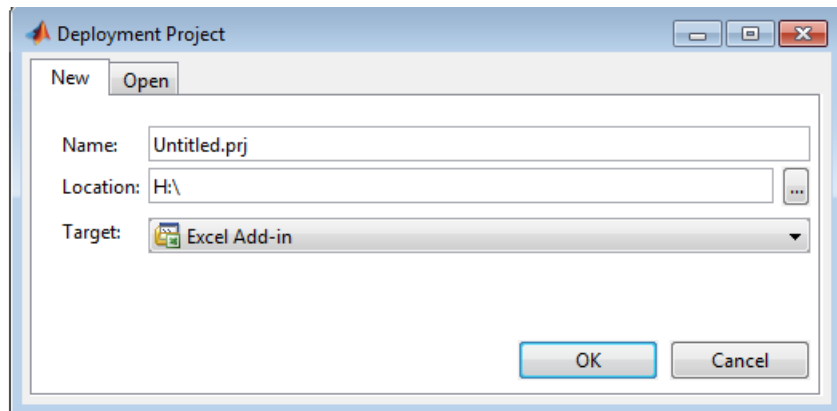 Deployment Project
New
Open
Name: Untitled.prj
Location: H:\ ...
Target: Excel Add-in
OK Cancel